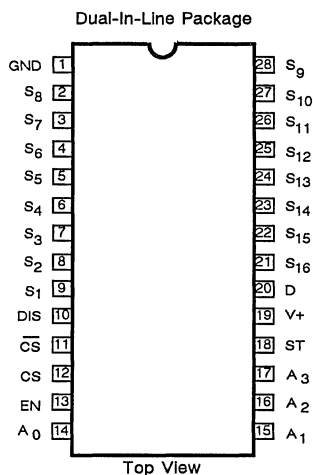 Dual-In-Line Package
GND 1 28 S9
S8 2 27 S10
S7 3 26 S11
S6 4 25 S12
S5 5 24 S13
S4 6 23 S14
S3 7 22 S15
S2 8 21 S16
S1 9 20 D
DIS 10 19 V+
C̅S̅ 11 18 ST
CS 12 17 A3
EN 13 16 A2
A0 14 15 A1
Top View